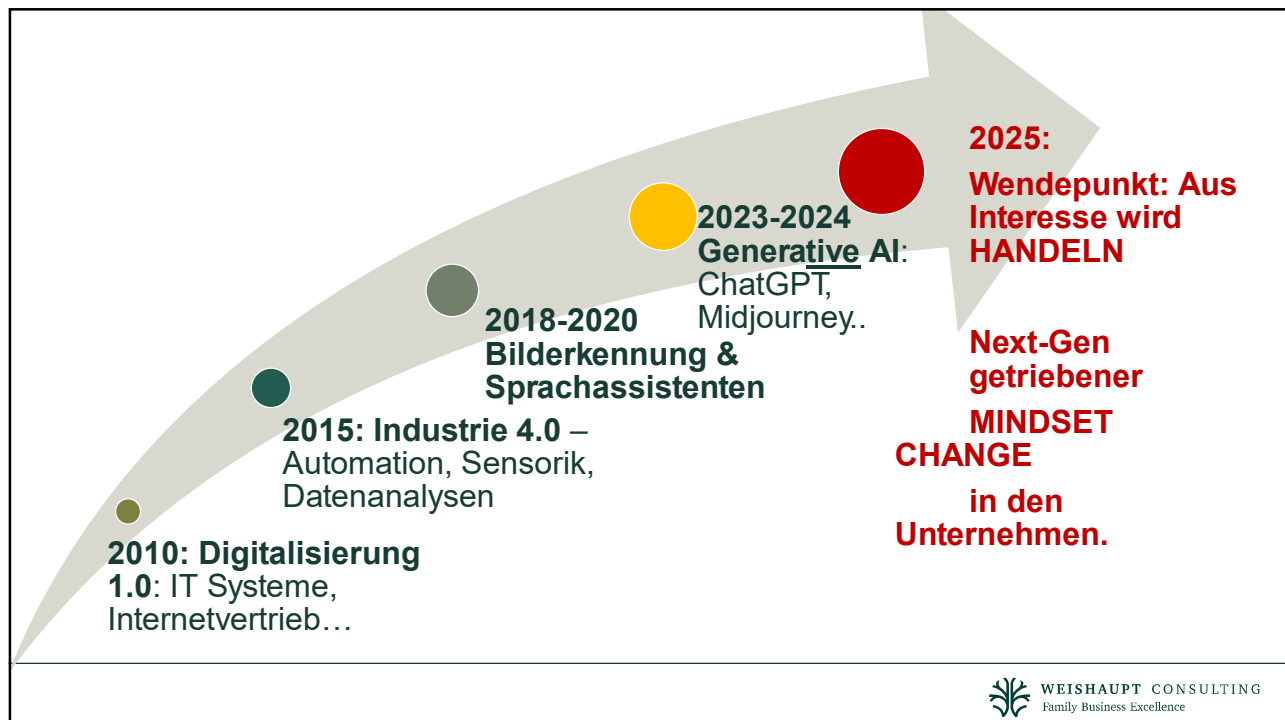 2010: Digitalisierung
1.0: IT Systeme,
Internetvertrieb…
2015: Industrie 4.0 –
Automation, Sensorik,
Datenanalysen
2018-2020
Bilderkennung &
Sprachassistenten
2023-2024
Generative AI:
ChatGPT,
Midjourney..
2025:
Wendepunkt: Aus
Interesse wird
HANDELN
Next-Gen
getriebener
MINDSET
CHANGE
in den
Unternehmen.
WEISHAUPT CONSULTING
Family Business Excellence